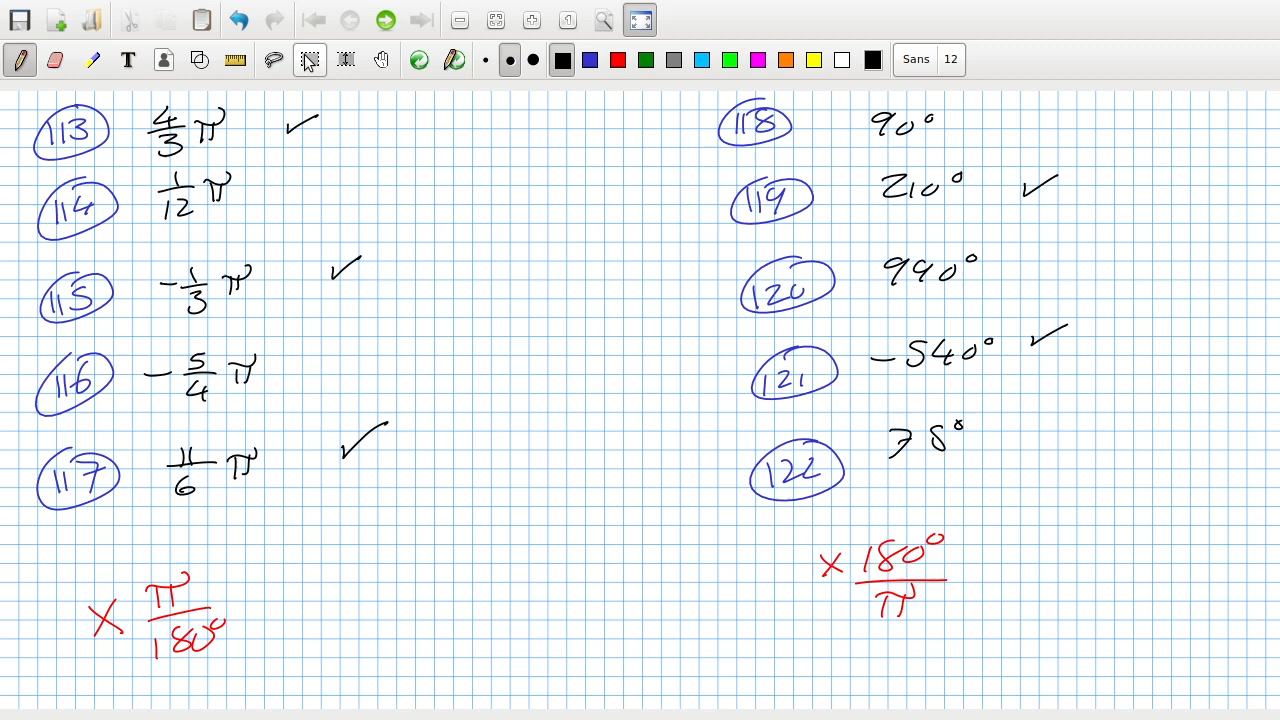 Sans 12
113 4/3 π ✓
114 1/12 π
115 -1/3 π ✓
116 -5/4 π
117 11/6 π ✓
× π/180°
118 90°
119 210° ✓
120 990°
121 -540° ✓
122
× 180°/π